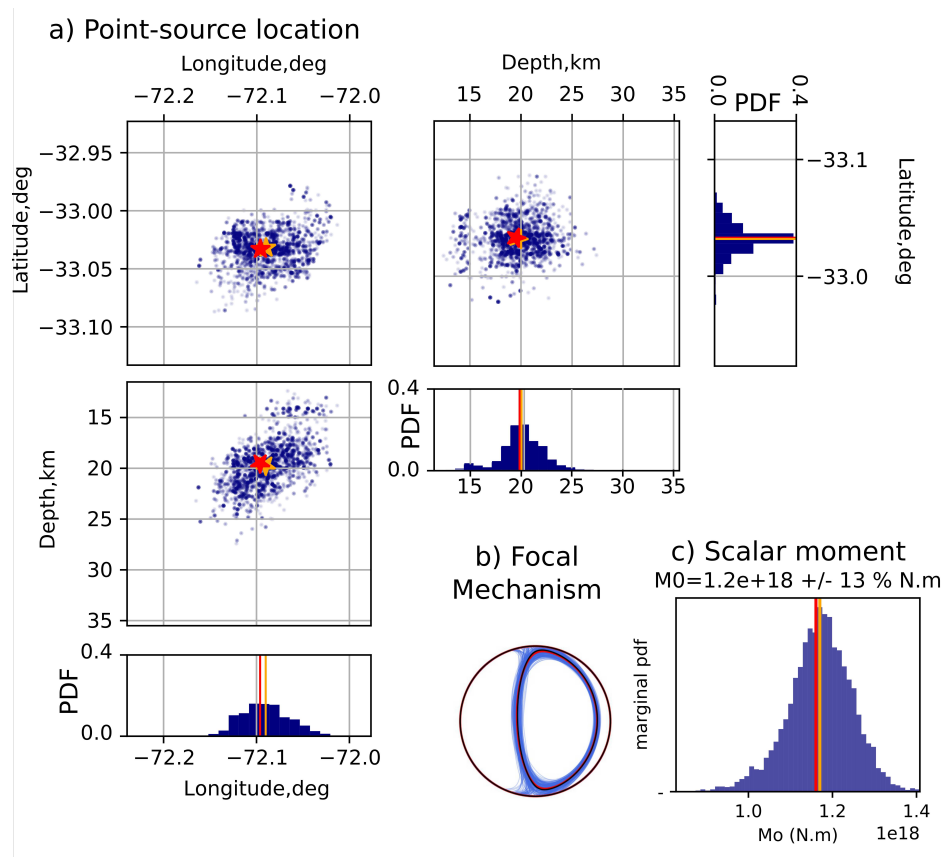 a) Point-source location
Longitude,deg
−72.2 −72.1 −72.0
Latitude,deg
−32.95
−33.00
−33.05
−33.10
Depth,km
15 20 25 30 35
0.0 PDF 0.4
−33.1
−33.0
Latitude,deg
Depth,km
15
20
25
30
35
0.4
PDF
0.0
15 20 25 30 35
0.4
PDF
0.0
−72.2 −72.1 −72.0
Longitude,deg
b) Focal
Mechanism
c) Scalar moment
M0=1.2e+18 +/- 13 % N.m
marginal pdf
-
1.0 1.2 1.4
Mo (N.m) 1e18